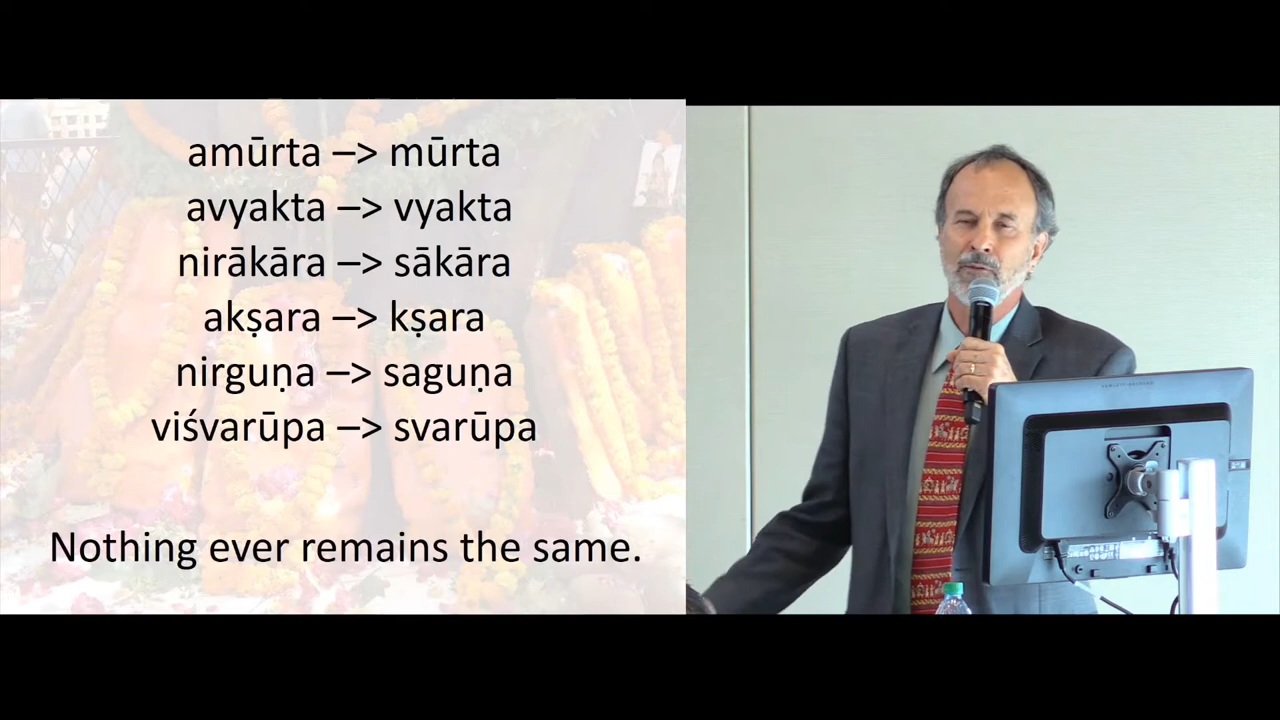 amūrta –> mūrta
avyakta –> vyakta
nirākāra –> sākāra
akṣara –> kṣara
nirguṇa –> saguṇa
viśvarūpa –> svarūpa
Nothing ever remains the same.